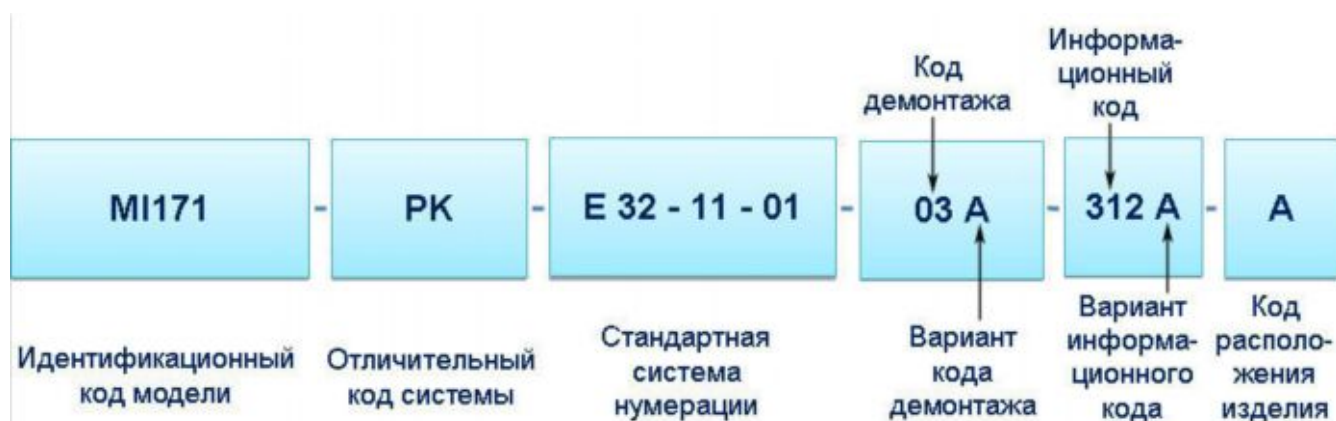 Код
демонтажа
Информа-
ционный
код
MI171 - PK - E 32 - 11 - 01 - 03 A - 312 A - A
Идентификационный
код модели
Отличительный
код системы
Стандартная
система
нумерации
Вариант
кода
демонтажа
Вариант
информа-
ционного
кода
Код
располо-
жения
изделия